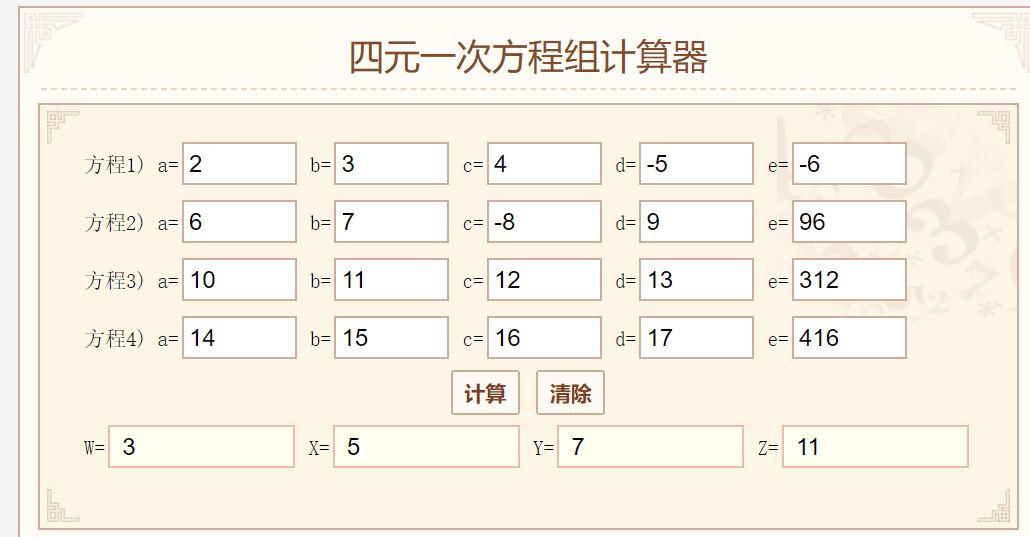 四元一次方程组计算器
方程1) a= 2 b= 3 c= 4 d= -5 e= -6
方程2) a= 6 b= 7 c= -8 d= 9 e= 96
方程3) a= 10 b= 11 c= 12 d= 13 e= 312
方程4) a= 14 b= 15 c= 16 d= 17 e= 416
计算 清除
W= 3 X= 5 Y= 7 Z= 11